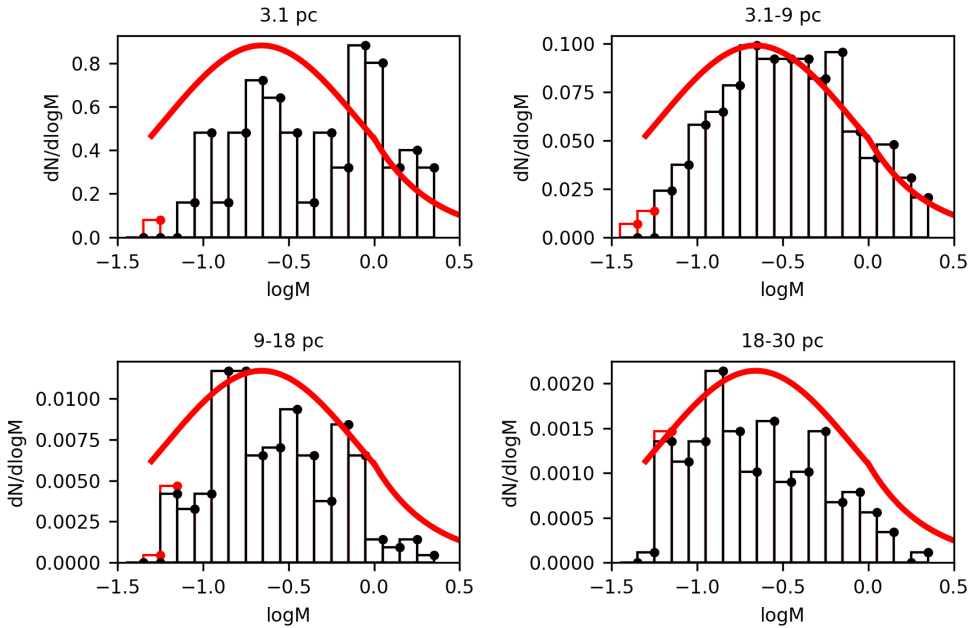 3.1 pc
dN/dlogM
0.8
0.6
0.4
0.2
0.0
−1.5 −1.0 −0.5 0.0 0.5
logM
3.1-9 pc
dN/dlogM
0.100
0.075
0.050
0.025
0.000
−1.5 −1.0 −0.5 0.0 0.5
logM
9-18 pc
dN/dlogM
0.0100
0.0075
0.0050
0.0025
0.0000
−1.5 −1.0 −0.5 0.0 0.5
logM
18-30 pc
dN/dlogM
0.0020
0.0015
0.0010
0.0005
0.0000
−1.5 −1.0 −0.5 0.0 0.5
logM